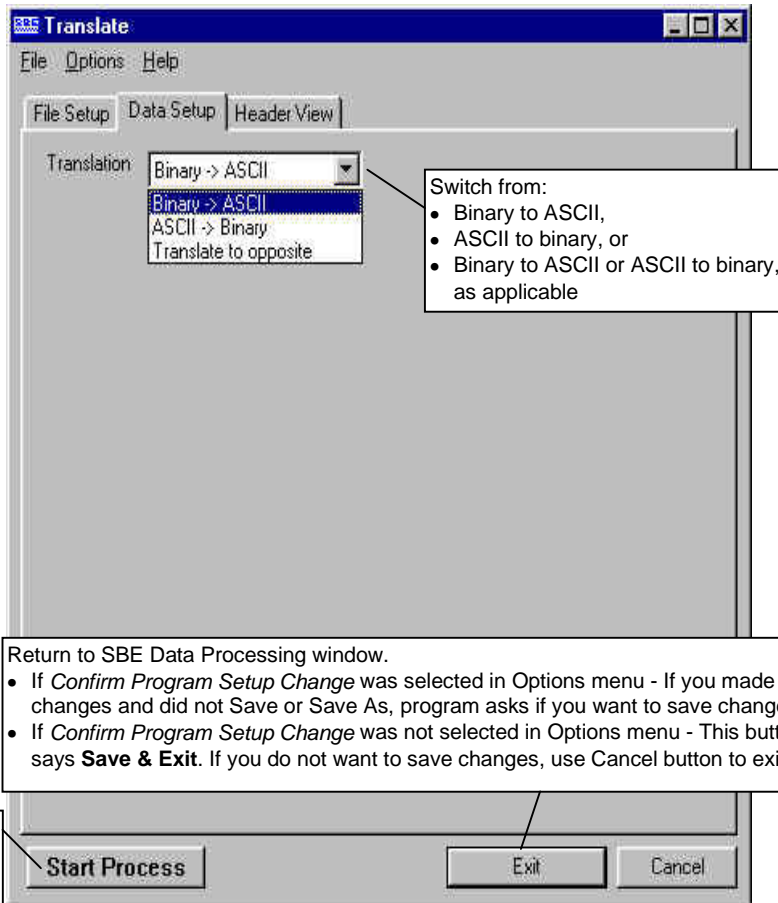 SBE Translate
File Options Help
File Setup Data Setup Header View
Translation Binary -> ASCII
Binary -> ASCII
ASCII -> Binary
Translate to opposite
Switch from:
• Binary to ASCII,
• ASCII to binary, or
• Binary to ASCII or ASCII to binary,
as applicable
Return to SBE Data Processing window.
• If Confirm Program Setup Change was selected in Options menu - If you made
changes and did not Save or Save As, program asks if you want to save
• If Confirm Program Setup Change was not selected in Options menu - This
says Save & Exit. If you do not want to save changes, use Cancel button to
Start Process Exit Cancel